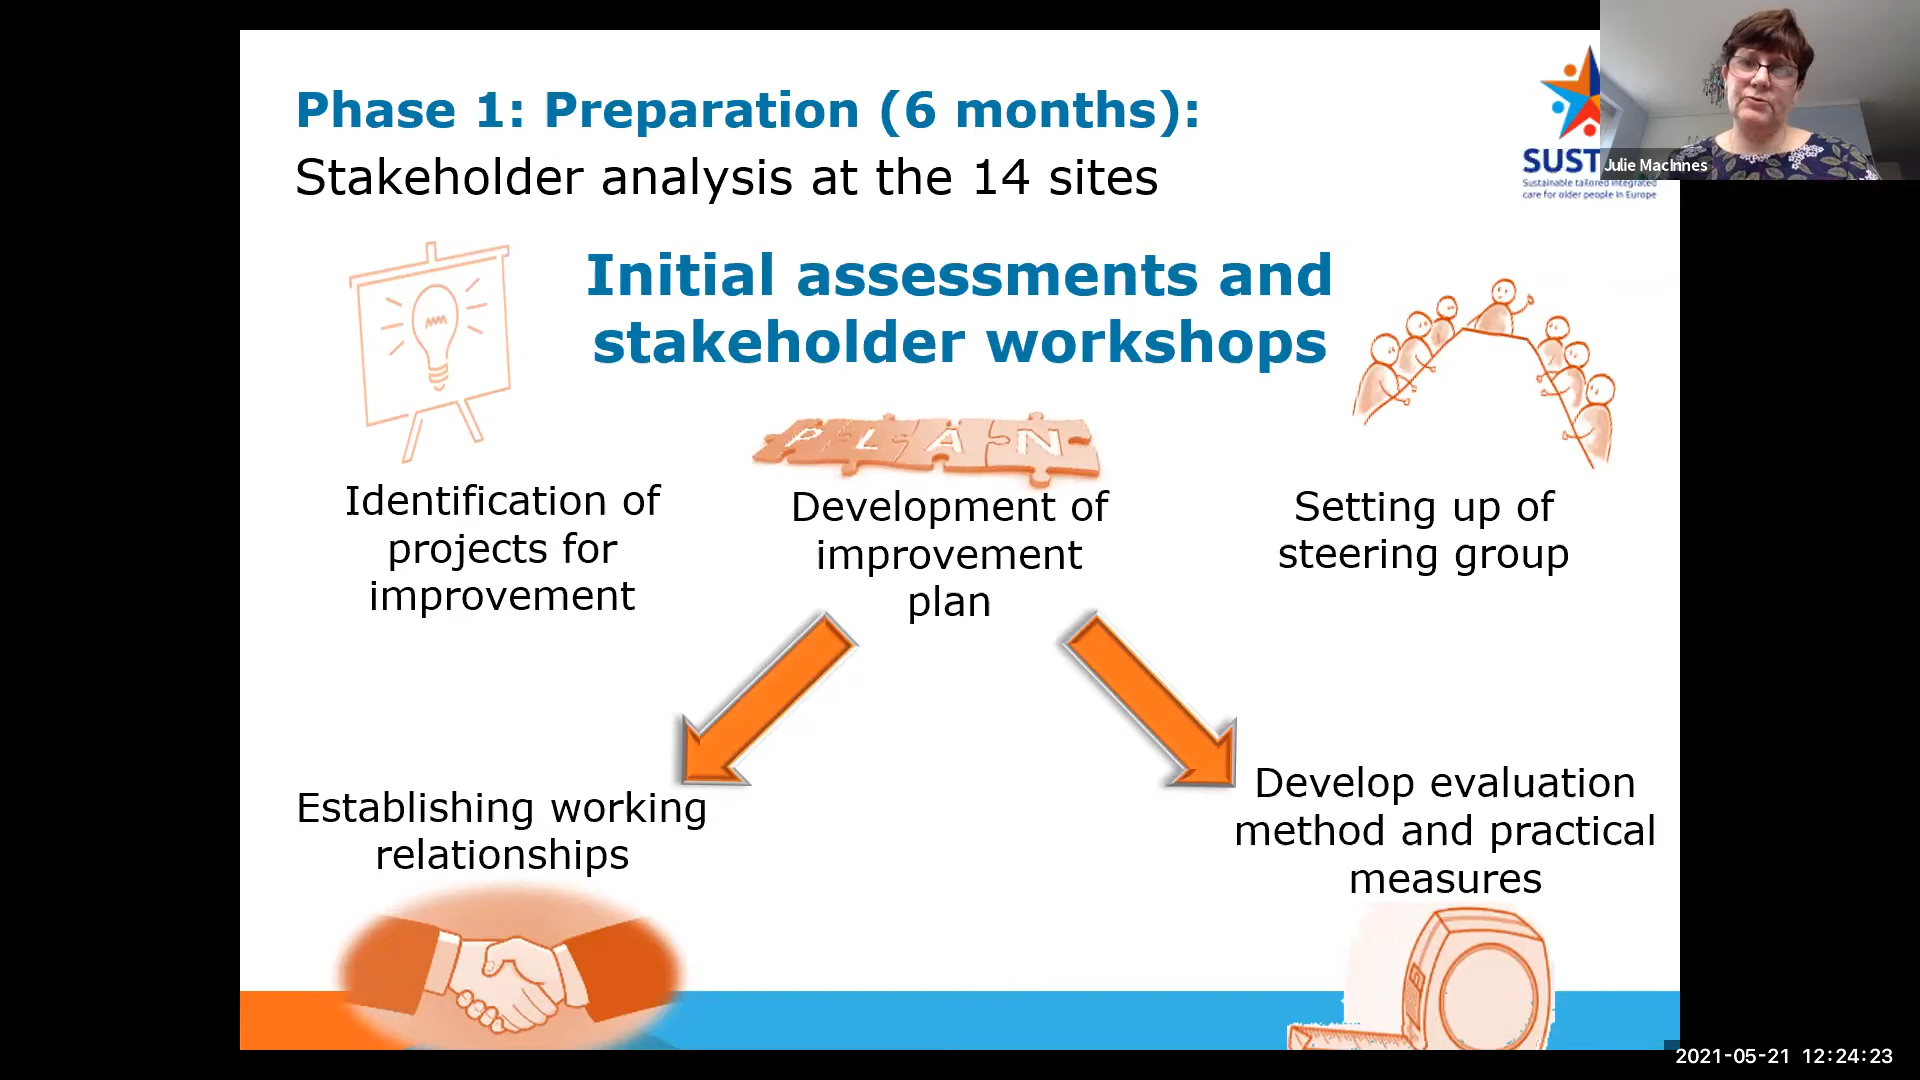 Phase 1: Preparation (6 months):
Stakeholder analysis at the 14 sites
SUST
Sustainable tailored integrated
care for older people in Europe
Julie MacInnes
Initial assessments and
stakeholder workshops
PLAN
Identification of
projects for
improvement
Development of
improvement
plan
Setting up of
steering group
Establishing working
relationships
Develop evaluation
method and practical
measures
2021-05-21 12:24:23